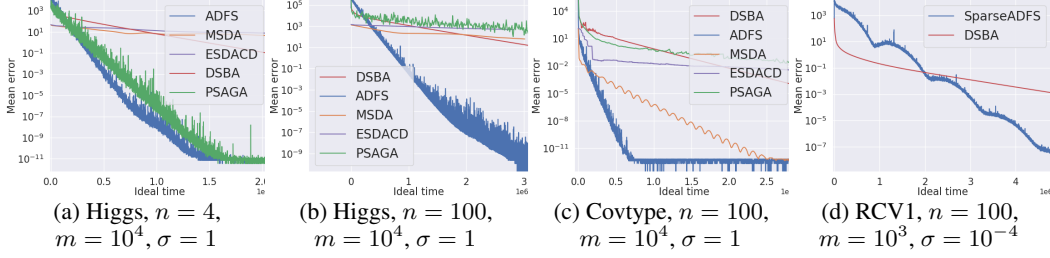 10³
10¹
10⁻¹
10⁻³
10⁻⁵
10⁻⁷
10⁻⁹
10⁻¹¹
Mean error
ADFS
MSDA
ESDACD
DSBA
PSAGA
0.0 0.5 1.0 1.5 2.0
Ideal time
(a) Higgs, n = 4,
m = 10⁴, σ = 1
10⁵
10³
10¹
10⁻¹
10⁻³
10⁻⁵
10⁻⁷
10⁻⁹
Mean error
DSBA
ADFS
MSDA
ESDACD
PSAGA
0 1 2 3
Ideal time 1e6
(b) Higgs, n = 100,
m = 10⁴, σ = 1
10⁴
10¹
10⁻²
10⁻⁵
10⁻⁸
10⁻¹¹
Mean error
DSBA
ADFS
MSDA
ESDACD
PSAGA
0.0 0.5 1.0 1.5 2.0 2.5
Ideal time
(c) Covtype, n = 100,
m = 10⁴, σ = 1
10³
10¹
10⁻¹
10⁻³
10⁻⁵
10⁻⁷
Mean error
SparseADFS
DSBA
0 1 2 3 4
Ideal time 1e6
(d) RCV1, n = 100,
m = 10³, σ = 10⁻⁴